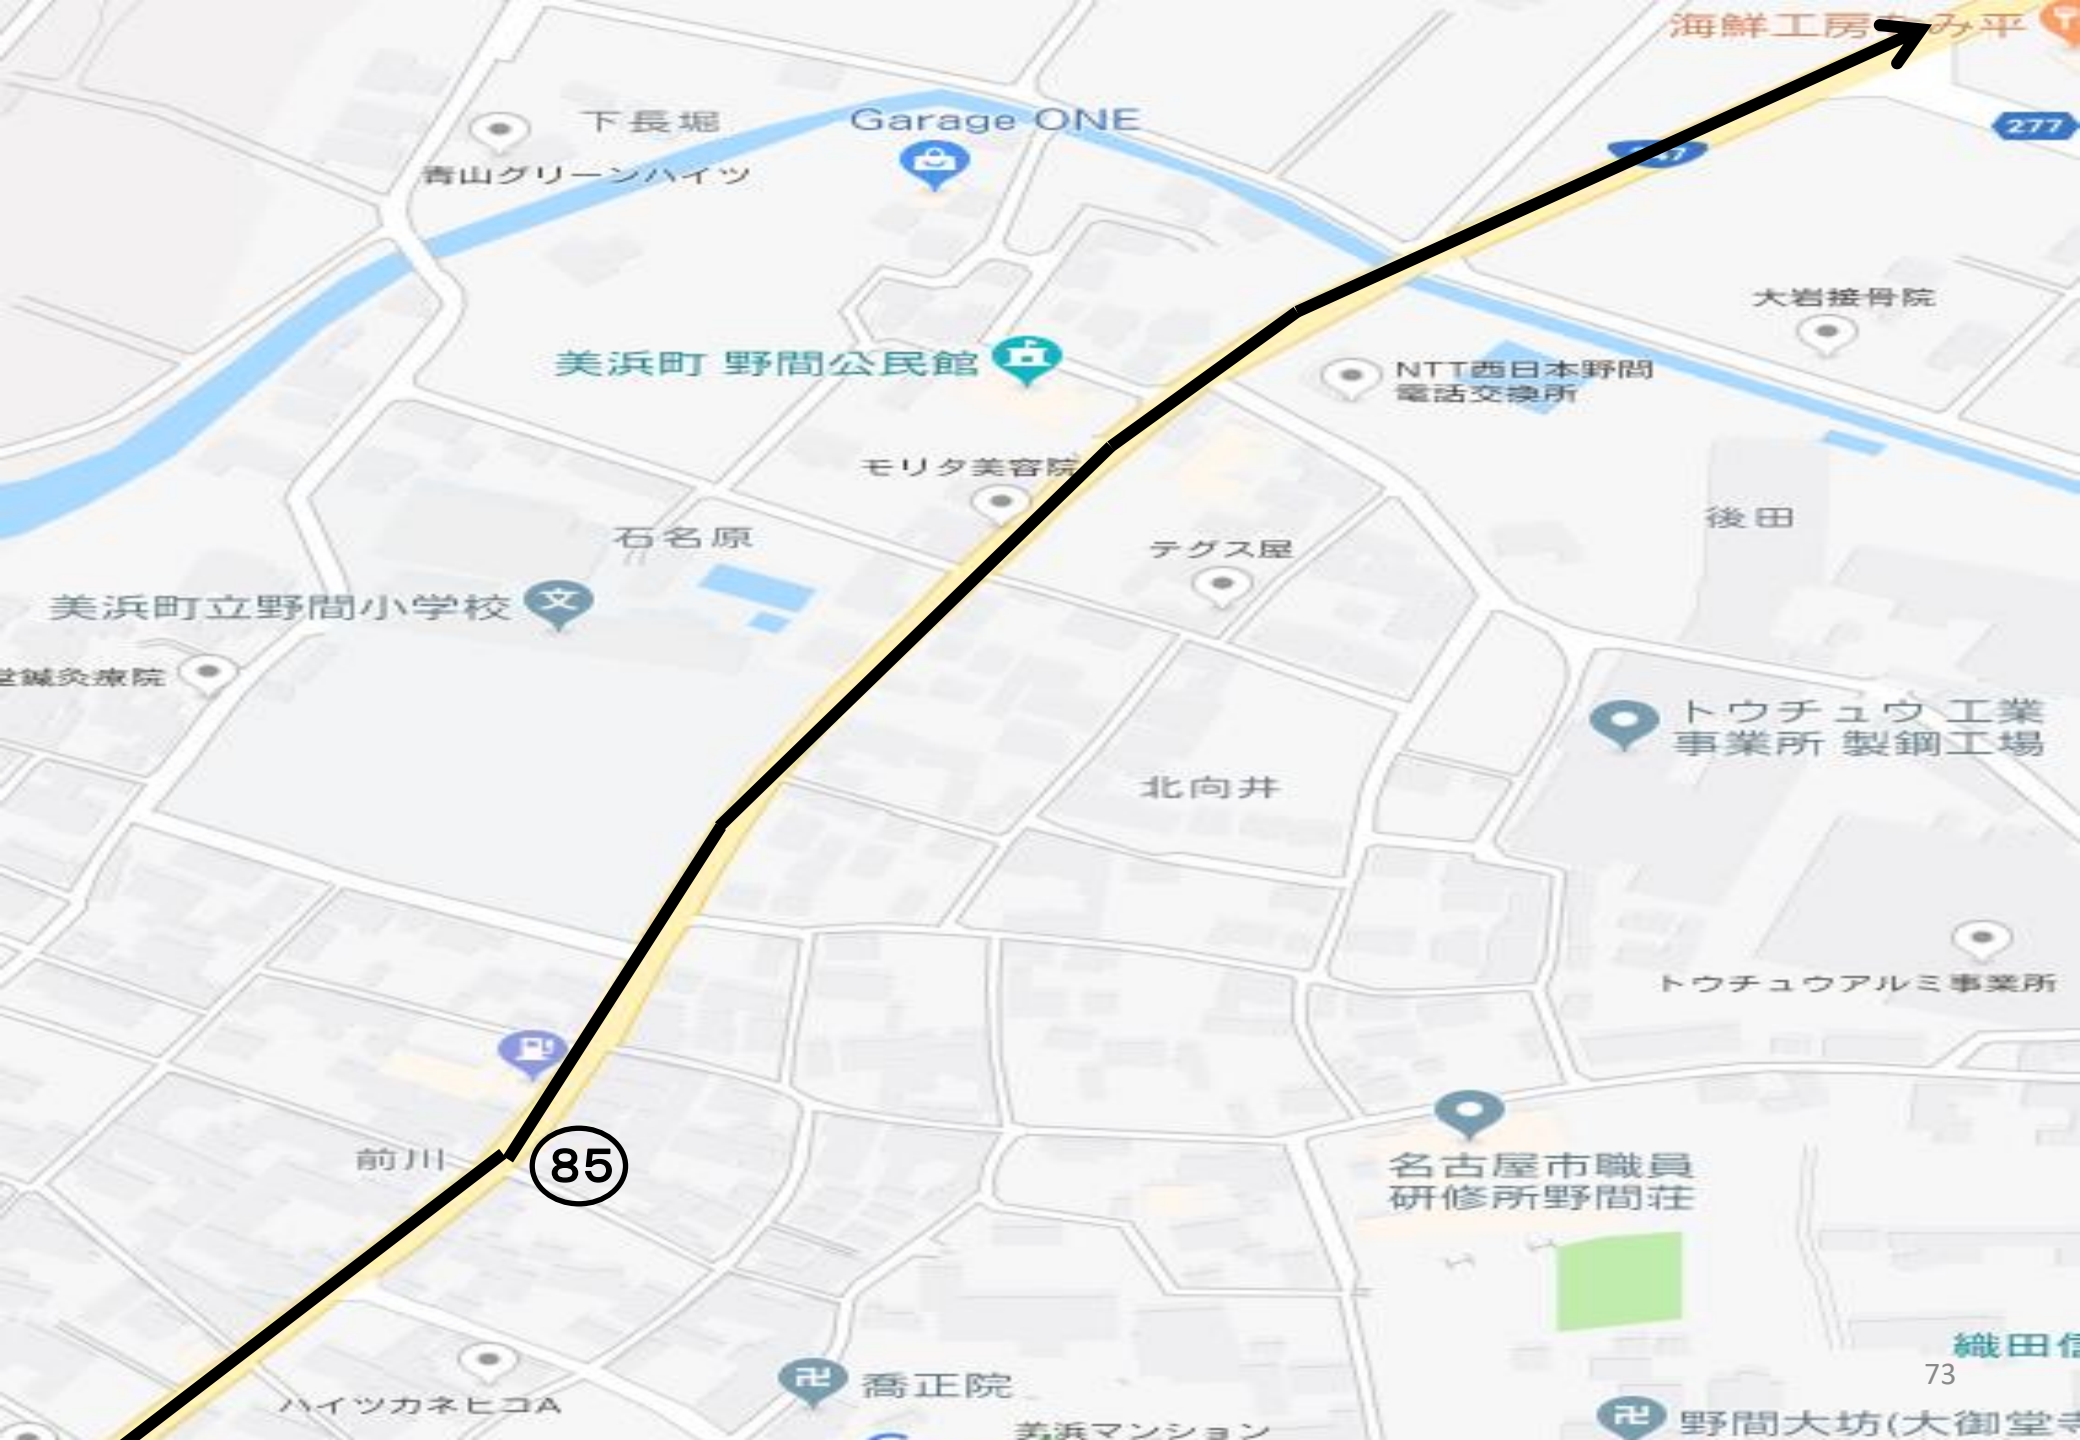 海鮮工房
み平
277
下長堀
Garage ONE
青山グリーンハイツ
大岩接骨院
美浜町 野間公民館
NTT西日本野間
電話交換所
モリタ美容院
後田
石名原
テグス屋
美浜町立野間小学校
堂鍼灸療院
トウチュウ 工業
事業所 製鋼工場
北向井
トウチュウアルミ事業所
前川
85
名古屋市職員
研修所野間荘
織田信
73
喬正院
ハイツカネヒコA
野間大坊(大御堂寺
美浜マンション